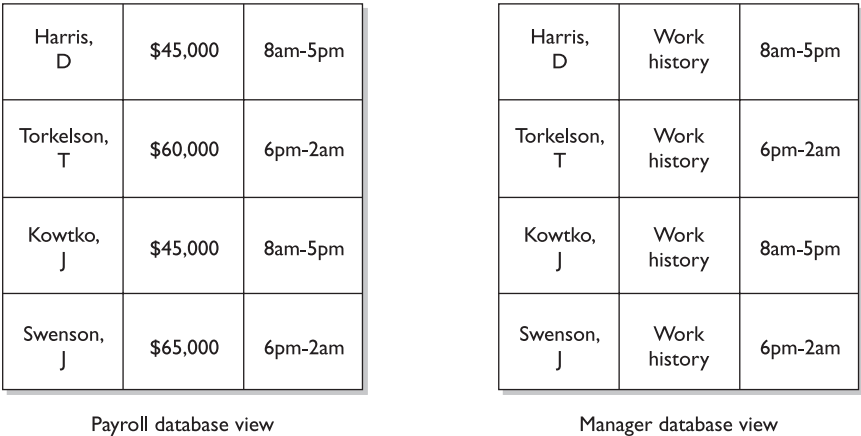 Harris,
D
$45,000
8am-5pm
Torkelson,
T
$60,000
6pm-2am
Kowtko,
J
$45,000
8am-5pm
Swenson,
J
$65,000
6pm-2am
Payroll database view
Harris,
D
Work
history
8am-5pm
Torkelson,
T
Work
history
6pm-2am
Kowtko,
J
Work
history
8am-5pm
Swenson,
J
Work
history
6pm-2am
Manager database view